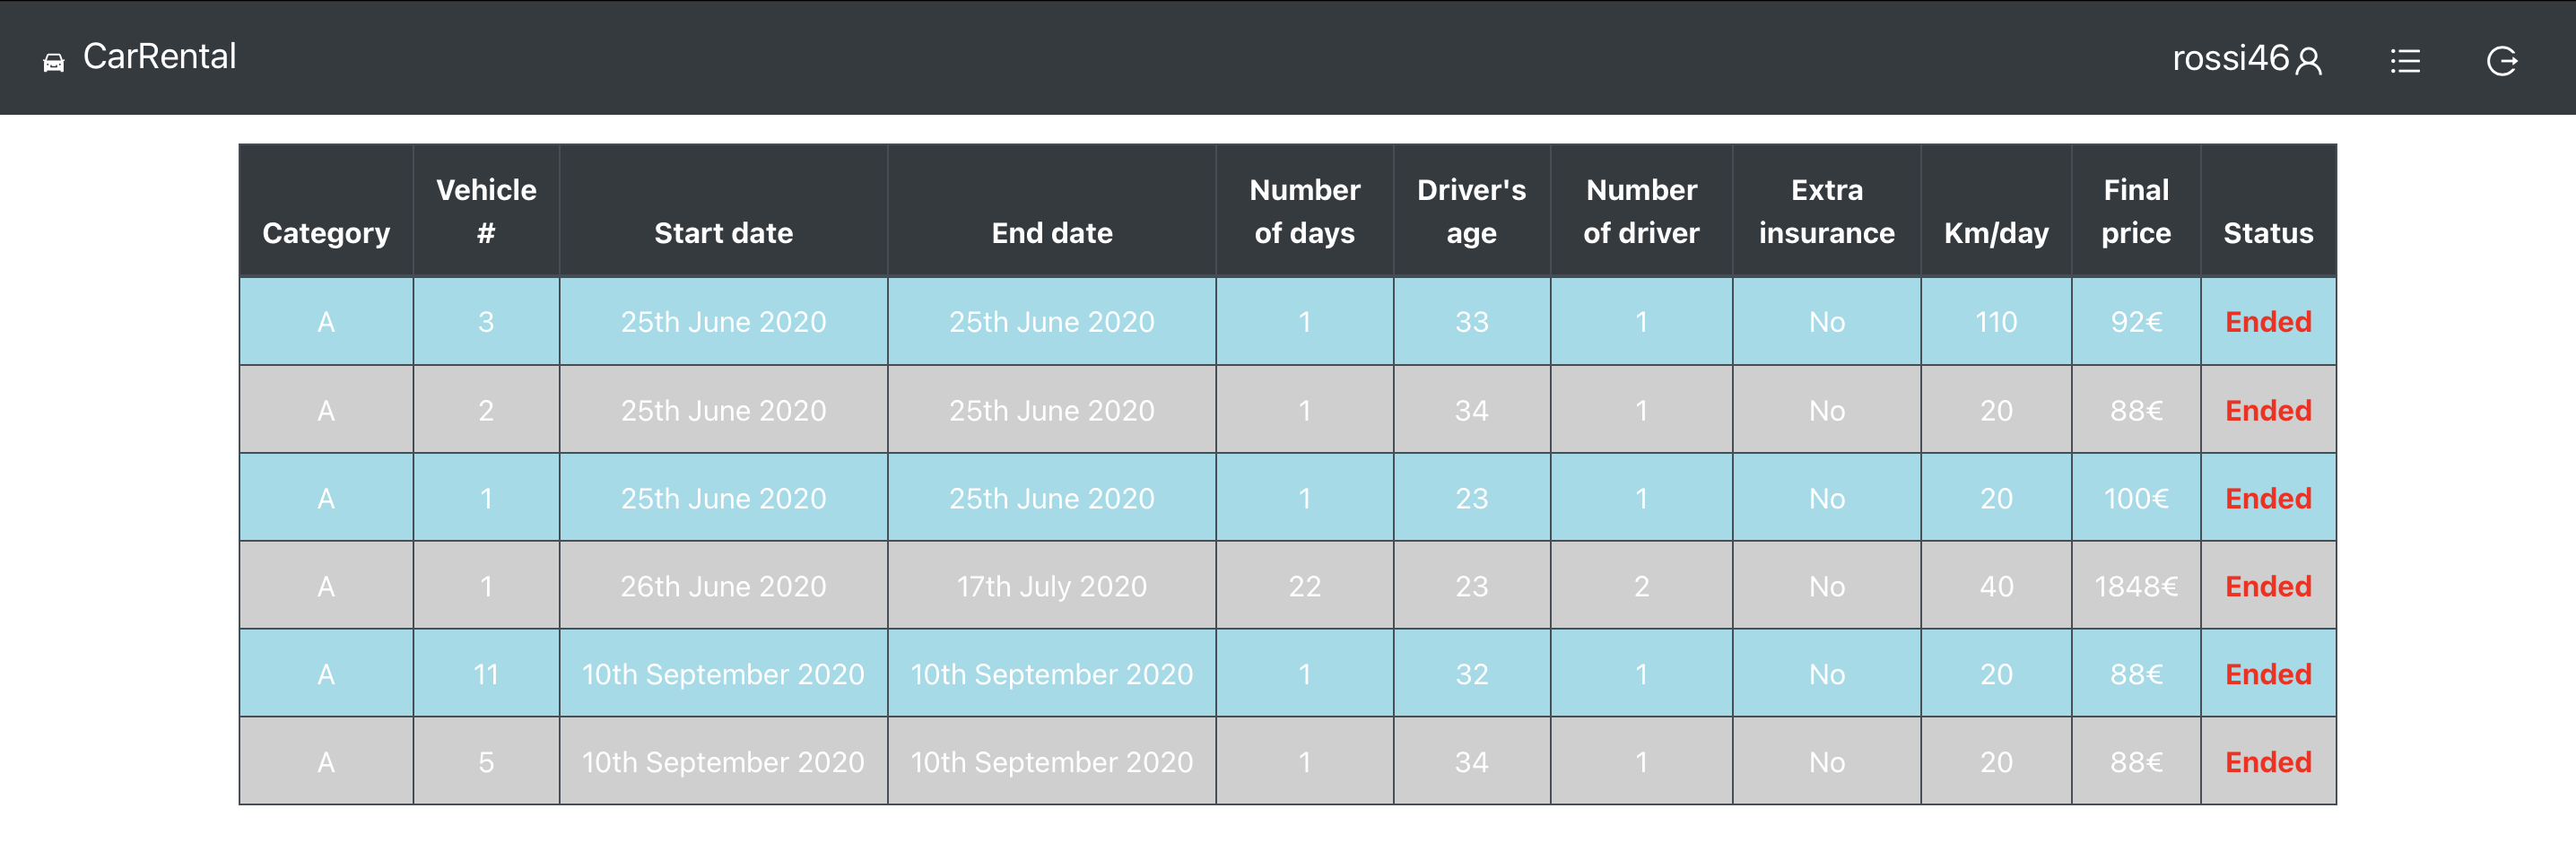 CarRental
rossi46
Category Vehicle # Start date End date Number of days Driver's age Number of driver Extra insurance Km/day Final price Status
A 3 25th June 2020 25th June 2020 1 33 1 No 110 92€ Ended
A 2 25th June 2020 25th June 2020 1 34 1 No 20 88€ Ended
A 1 25th June 2020 25th June 2020 1 23 1 No 20 100€ Ended
A 1 26th June 2020 17th July 2020 22 23 2 No 40 1848€ Ended
A 11 10th September 2020 10th September 2020 1 32 1 No 20 88€ Ended
A 5 10th September 2020 10th September 2020 1 34 1 No 20 88€ Ended